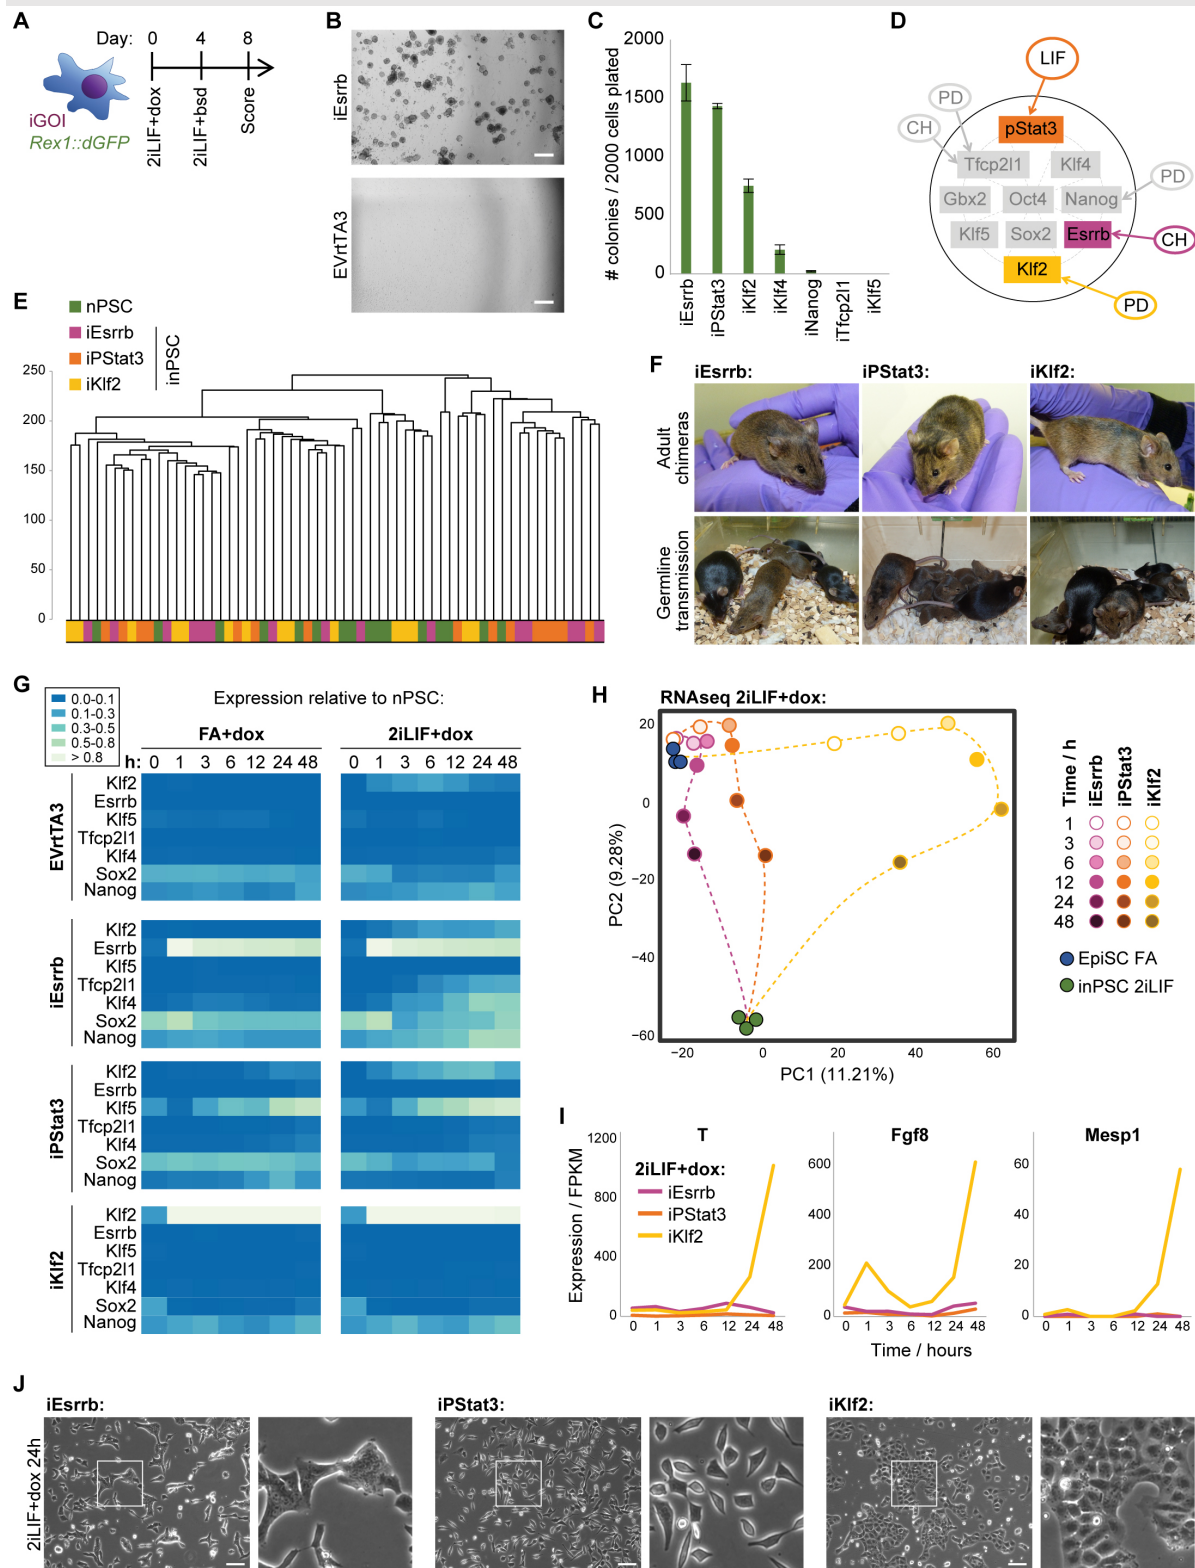 A
Day: 0 4 8
iGOI
Rex1::dGFP
2iLIF+dox
2iLIF+bsd
Score
B
iEsrrb
EVrtTA3
C
# colonies / 2000 cells plated
2000
1500
1000
500
0
iEsrrb
iPStat3
iKlf2
iKlf4
iNanog
iTfcp2l1
iKlf5
D
LIF
PD
CH
pStat3
Tfcp2l1 Klf4
PD
Gbx2 Oct4 Nanog
Klf5 Sox2 Esrrb
CH
Klf2
PD
E
nPSC
iEsrrb
iPStat3
iKlf2
inPSC
250
200
150
100
50
0
F
iEsrrb: iPStat3: iKlf2:
Adult
chimeras
Germline
transmission
G
0.0-0.1
0.1-0.3
0.3-0.5
0.5-0.8
> 0.8
Expression relative to nPSC:
FA+dox 2iLIF+dox
h: 0 1 3 6 12 24 48 0 1 3 6 12 24 48
EVrtTA3
Klf2
Esrrb
Klf5
Tfcp2l1
Klf4
Sox2
Nanog
iEsrrb
Klf2
Esrrb
Klf5
Tfcp2l1
Klf4
Sox2
Nanog
iPStat3
Klf2
Esrrb
Klf5
Tfcp2l1
Klf4
Sox2
Nanog
iKlf2
Klf2
Esrrb
Klf5
Tfcp2l1
Klf4
Sox2
Nanog
H
RNAseq 2iLIF+dox:
PC2 (9.28%)
20
0
−20
−40
−60
−20 0 20 40 60
PC1 (11.21%)
Time / h
iEsrrb
iPStat3
iKlf2
1
3
6
12
24
48
EpiSC FA
inPSC 2iLIF
I
T Fgf8 Mesp1
Expression / FPKM
1200
800
400
0
2iLIF+dox:
iEsrrb
iPStat3
iKlf2
600
400
200
0
60
40
20
0
0 1 3 6 12 24 48 0 1 3 6 12 24 48 0 1 3 6 12 24 48
Time / hours
J
iEsrrb: iPStat3: iKlf2:
2iLIF+dox 24h